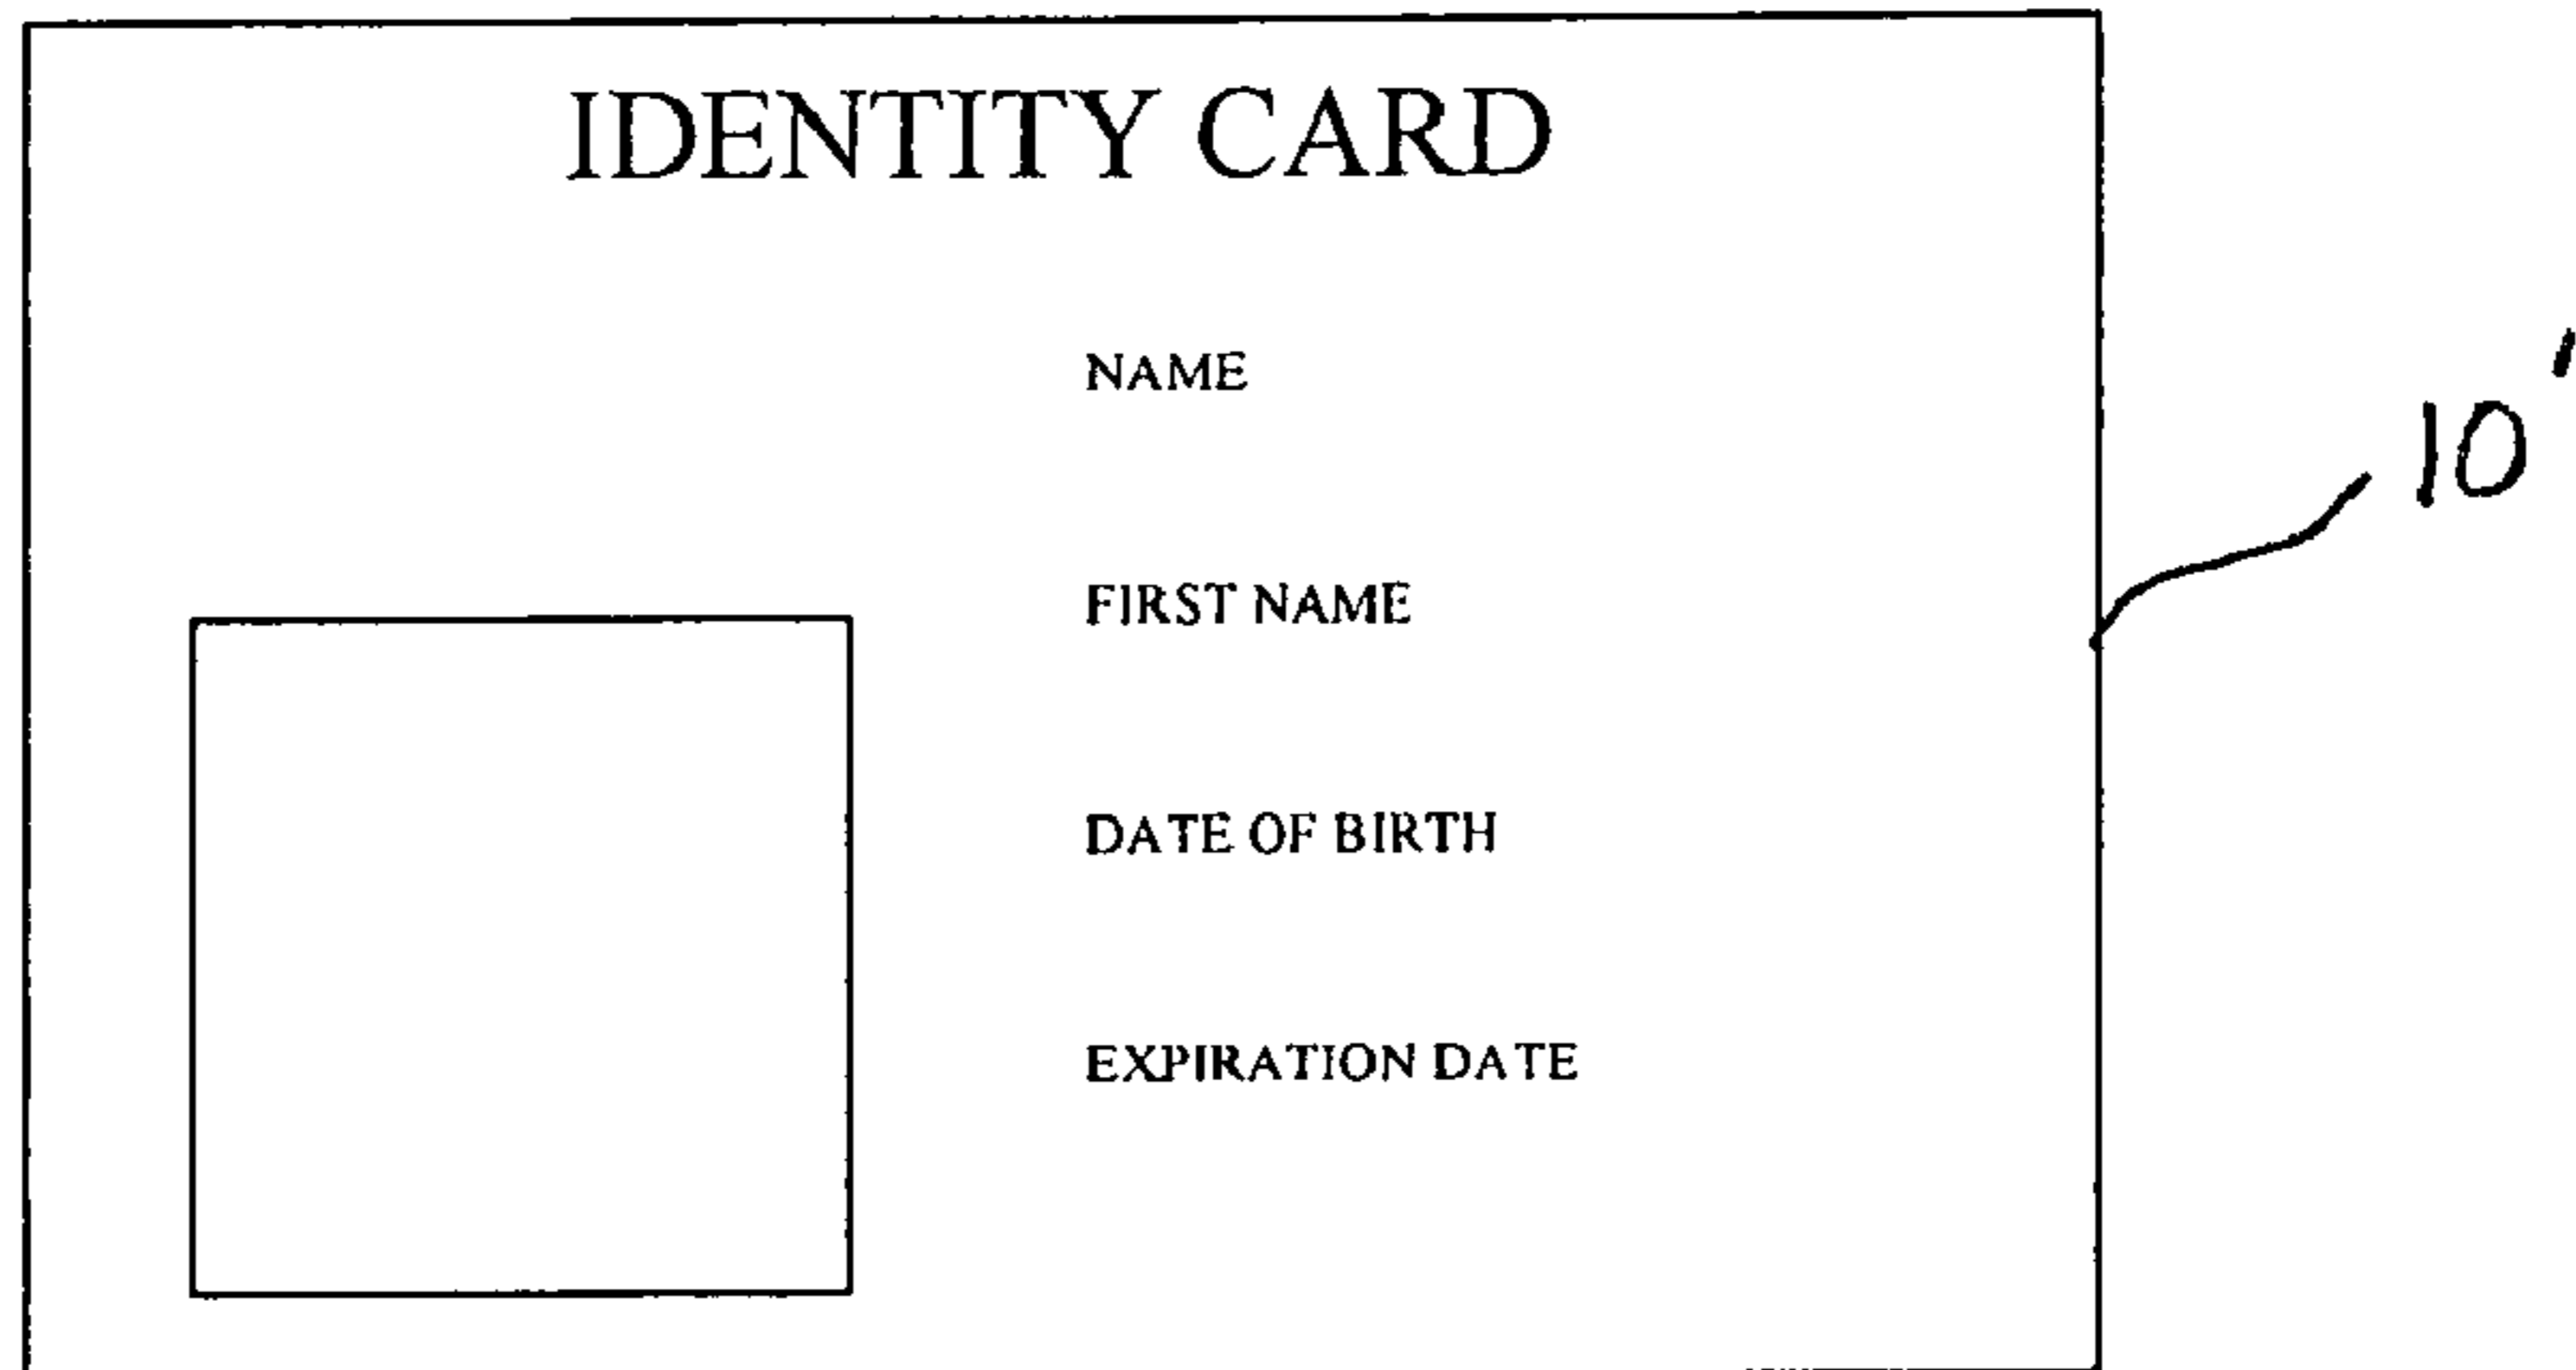 IDENTITY CARD
NAME
10'
FIRST NAME
DATE OF BIRTH
EXPIRATION DATE